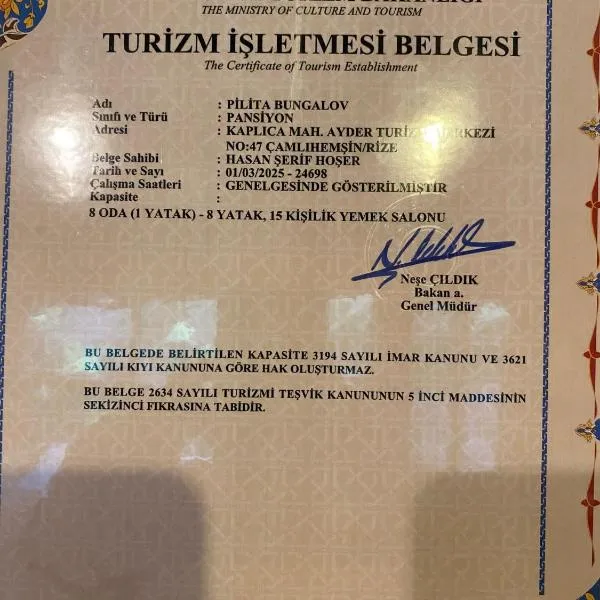 THE MINISTRY OF CULTURE AND TOURISM
TURİZM İŞLETMESİ BELGESİ
The Certificate of Tourism Establishment
Adı : PİLİTA BUNGALOV
Sınıfı ve Türü : PANSİYON
Adresi : KAPLICA MAH. AYDER TURİZM MERKEZİ
NO:47 ÇAMLIHEMŞİN/RİZE
Belge Sahibi : HASAN ŞERİF HOŞER
Tarih ve Sayı : 01/03/2025 - 24698
Çalışma Saatleri : GENELGESİNDE GÖSTERİLMİŞTİR
Kapasite :
8 ODA (1 YATAK) - 8 YATAK, 15 KİŞİLİK YEMEK SALONU
Neşe ÇILDIK
Bakan a.
Genel Müdür
BU BELGEDE BELİRTİLEN KAPASİTE 3194 SAYILI İMAR KANUNU VE 3621
SAYILI KIYI KANUNUNA GÖRE HAK OLUŞTURMAZ.
BU BELGE 2634 SAYILI TURİZMİ TEŞVİK KANUNUNUN 5 İNCİ MADDESİNİN
SEKİZİNCİ FIKRASINA TABİDİR.